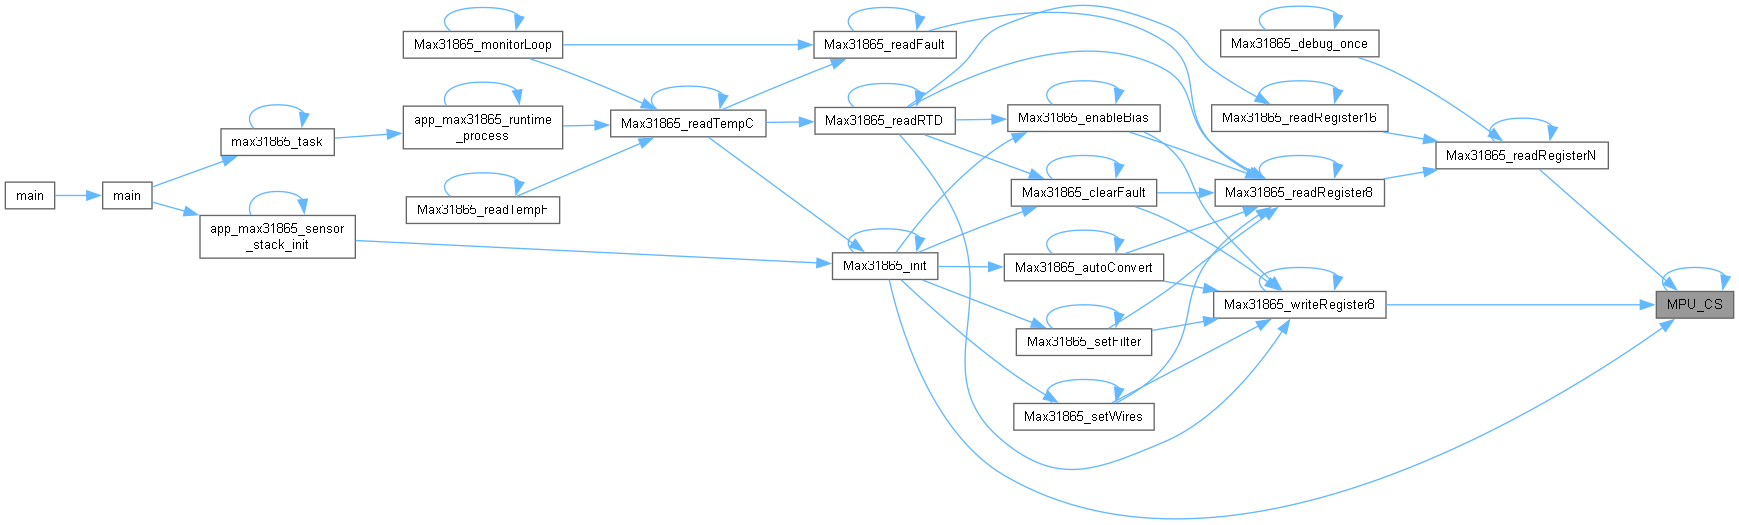 Max31865_monitorLoop
Max31865_readFault
Max31865_debug_once
app_max31865_runtime
_process
Max31865_readTempC
Max31865_readRTD
Max31865_enableBias
Max31865_readRegister16
max31865_task
Max31865_readRegisterN
main
main
Max31865_readTempF
Max31865_clearFault
Max31865_readRegister8
app_max31865_sensor
_stack_init
Max31865_init
Max31865_autoConvert
Max31865_writeRegister8
MPU_CS
Max31865_setFilter
Max31865_setWires